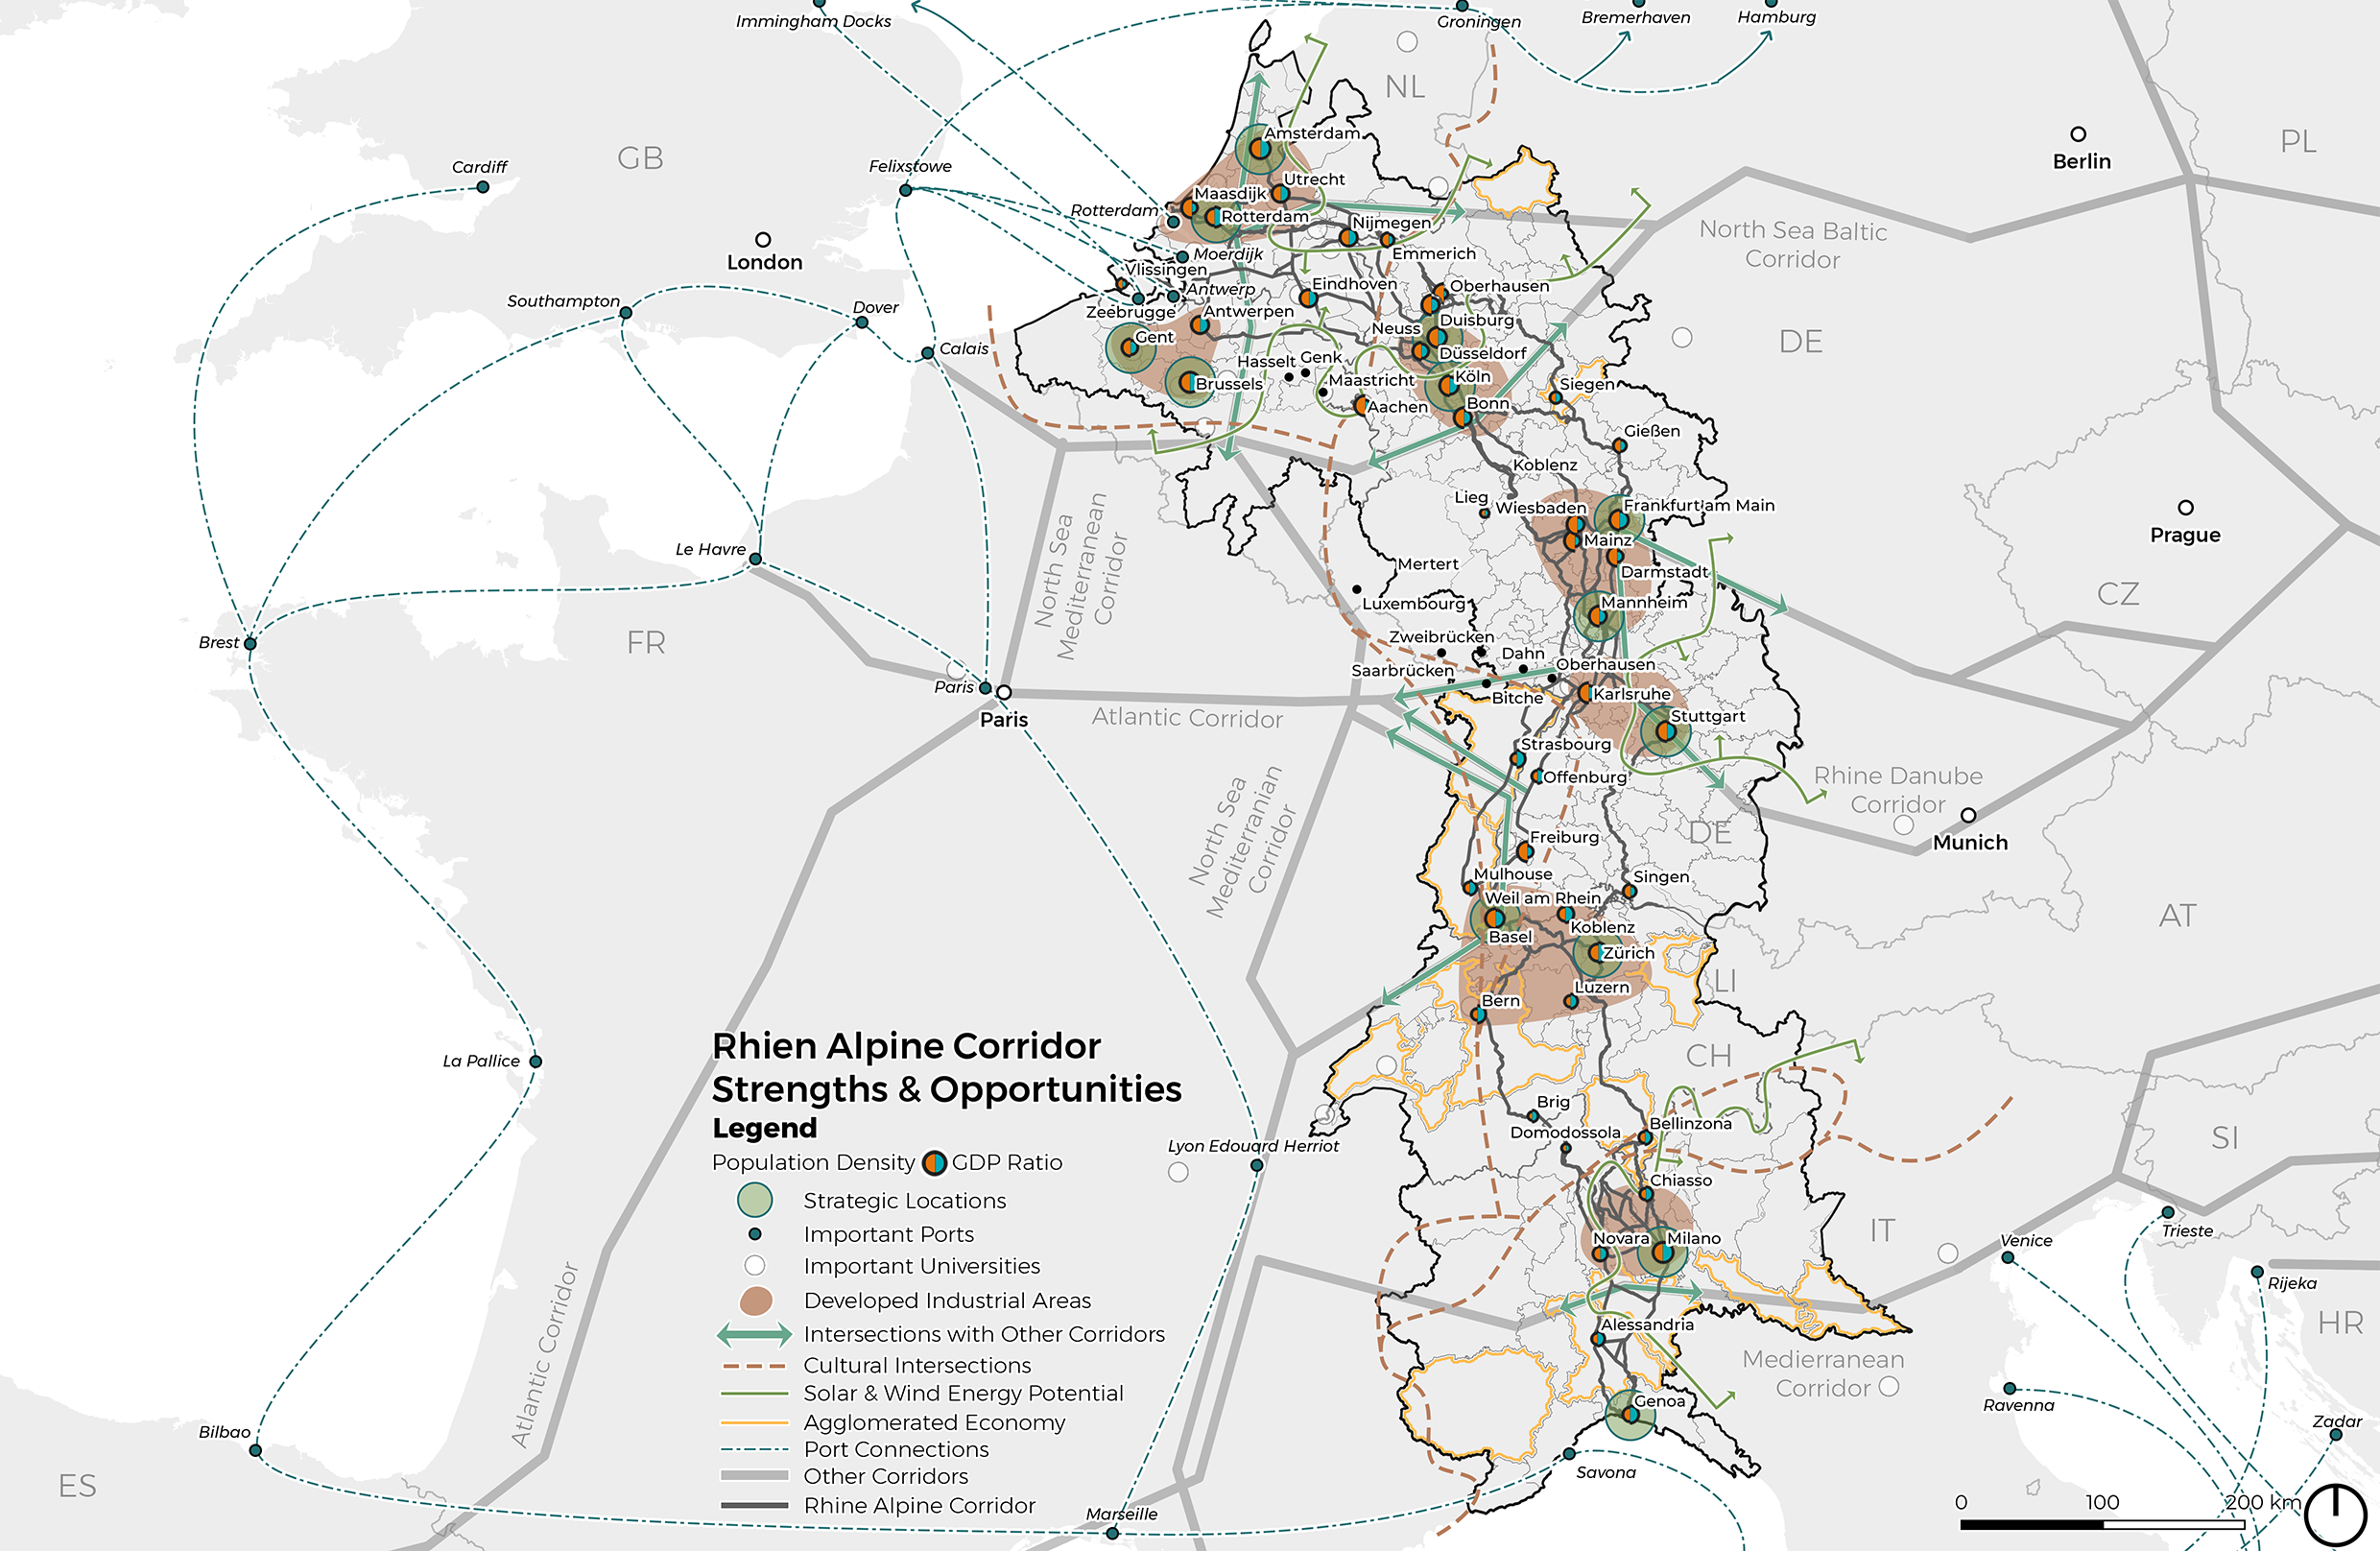 Immingham Docks
Groningen
Bremerhaven
Hamburg
NL
GB
Cardiff
Felixstowe
Amsterdam
Utrecht
Maasdijk
Rotterdam
Rotterdam
Berlin
PL
London
Nijmegen
Emmerich
Moerdijk
Vlissingen
Antwerp
Eindhoven
Oberhausen
North Sea Baltic
Corridor
Southampton
Dover
Zeebrugge
Antwerpen
Duisburg
Neuss
DE
Calais
Gent
Düsseldorf
Hasselt
Genk
Brussels
Maastricht
Köln
Siegen
Aachen
Bonn
Gießen
Koblenz
Lieg
Wiesbaden
Frankfurt am Main
Prague
Le Havre
Mainz
North Sea
Mediterranean
Corridor
Mertert
Darmstadt
CZ
Luxembourg
Mannheim
Brest
FR
Zweibrücken
Dahn
Oberhausen
Saarbrücken
Paris
Paris
Bitche
Karlsruhe
Atlantic Corridor
Stuttgart
Strasbourg
Offenburg
Rhine Danube
Corridor
North Sea
Mediterranian
Corridor
DE
Freiburg
Munich
Mulhouse
Singen
Weil am Rhein
Koblenz
Basel
AT
Zürich
LI
Luzern
Bern
CH
La Pallice
Rhien Alpine Corridor
Strengths & Opportunities
Legend
Population Density
GDP Ratio
Strategic Locations
Important Ports
Important Universities
Developed Industrial Areas
Intersections with Other Corridors
Cultural Intersections
Solar & Wind Energy Potential
Agglomerated Economy
Port Connections
Other Corridors
Rhine Alpine Corridor
Brig
Domodossola
Bellinzona
Lyon Edouard Herriot
Chiasso
SI
Novara
Milano
IT
Venice
Trieste
Rijeka
Alessandria
HR
Medierranean
Corridor
Atlantic Corridor
Genoa
Ravenna
Zadar
Bilbao
Savona
ES
Marseille
0
100
200 km